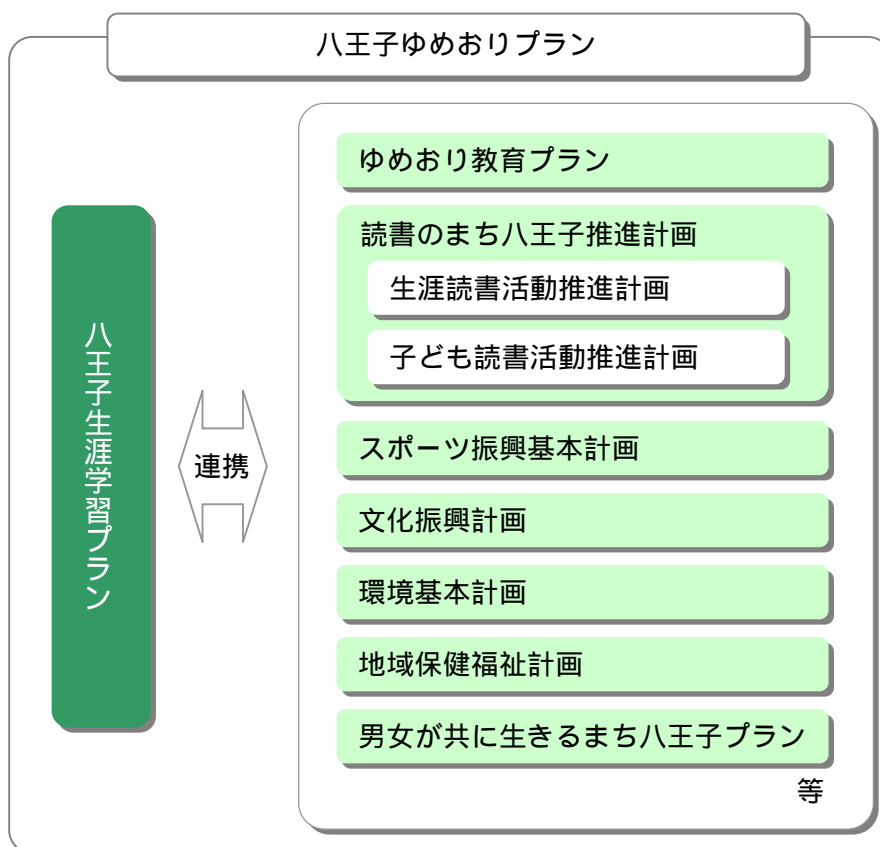 八王子ゆめおりプラン
八王子生涯学習プラン
連携
ゆめおり教育プラン
読書のまち八王子推進計画
生涯読書活動推進計画
子ども読書活動推進計画
スポーツ振興基本計画
文化振興計画
環境基本計画
地域保健福祉計画
男女が共に生きるまち八王子プラン
等